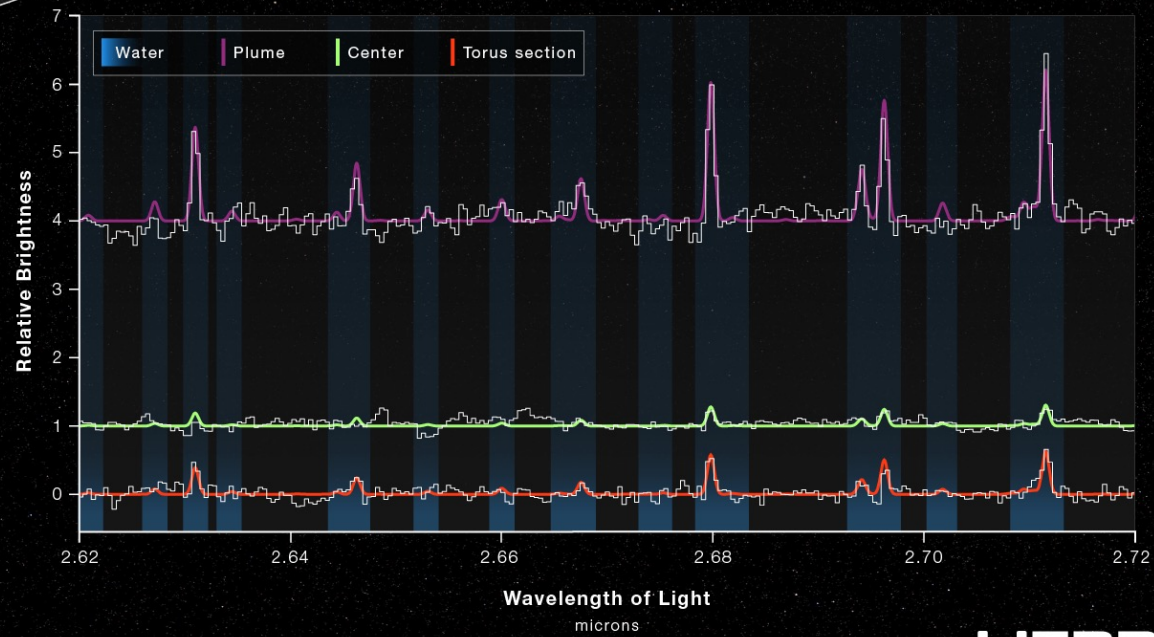 7
Water
Plume
Center
Torus section
6
5
4
3
2
1
0
Relative Brightness
2.62
2.64
2.66
2.68
2.70
2.72
Wavelength of Light
microns